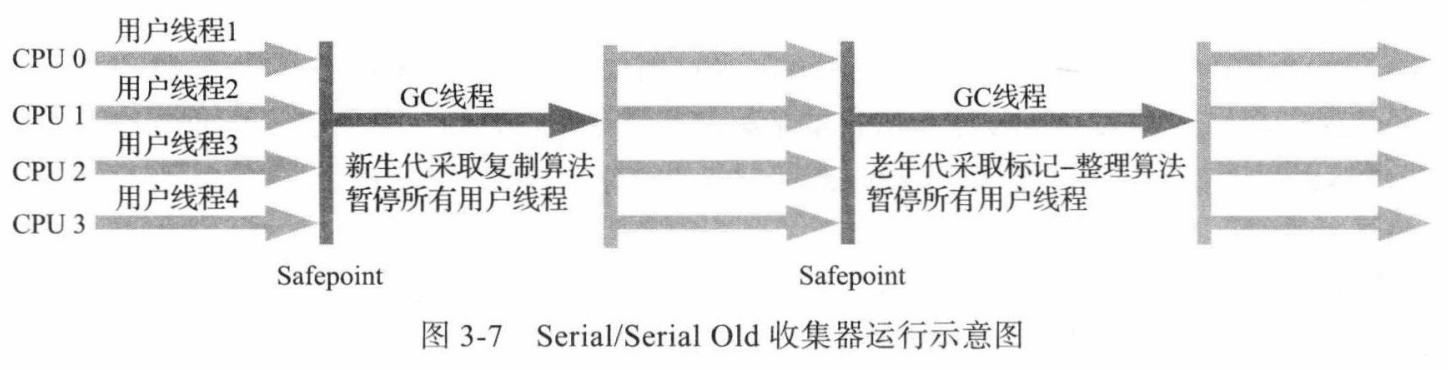 用户线程1
CPU 0
用户线程2
CPU 1
用户线程3
CPU 2
用户线程4
CPU 3
GC线程
新生代采取复制算法
暂停所有用户线程
GC线程
老年代采取标记-整理算法
暂停所有用户线程
Safepoint
Safepoint
图 3-7 Serial/Serial Old 收集器运行示意图